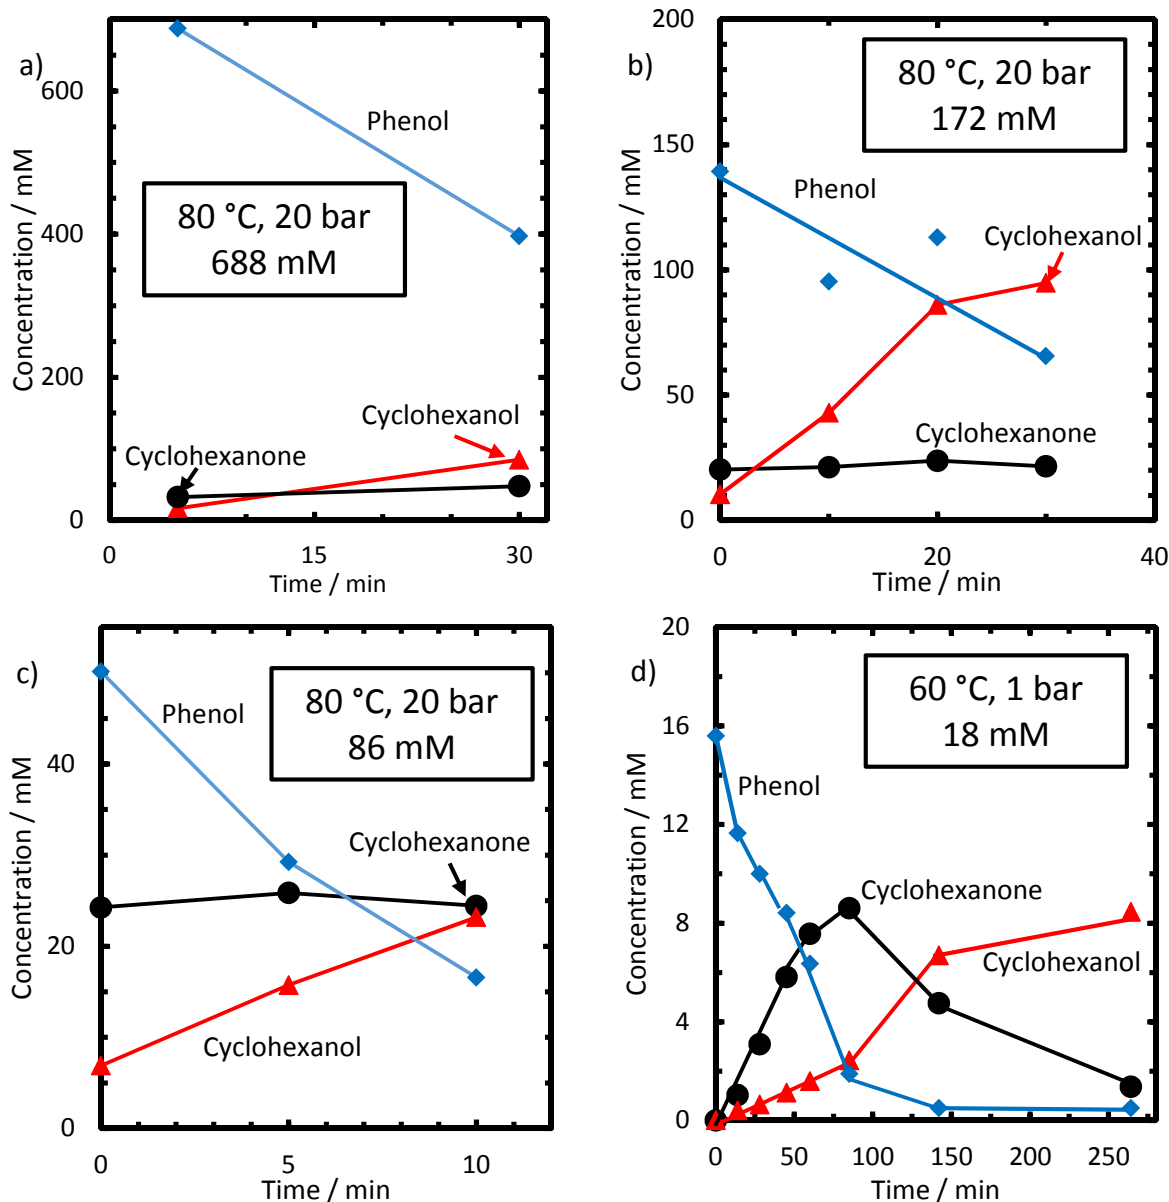 a)
Concentration / mM
600
400
200
0
Phenol
80 °C, 20 bar
688 mM
Cyclohexanone
Cyclohexanol
0
15
30
Time / min
b)
Concentration / mM
200
150
100
50
0
80 °C, 20 bar
172 mM
Phenol
Cyclohexanol
Cyclohexanone
0
20
40
Time / min
c)
Concentration / mM
40
20
0
Phenol
80 °C, 20 bar
86 mM
Cyclohexanone
Cyclohexanol
0
5
10
Time / min
d)
Concentration / mM
20
16
12
8
4
0
60 °C, 1 bar
18 mM
Phenol
Cyclohexanone
Cyclohexanol
0
50
100
150
200
250
Time / min